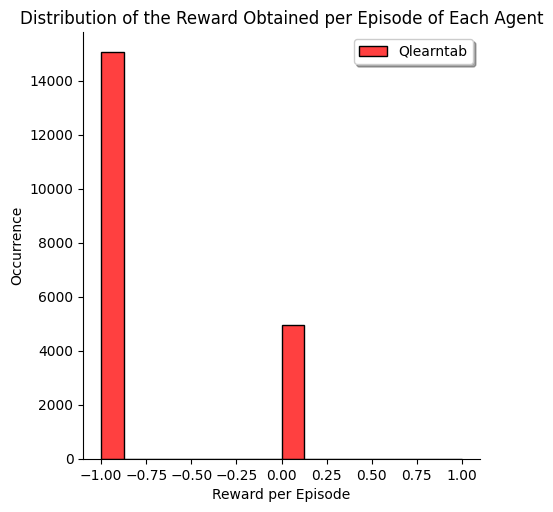 Distribution of the Reward Obtained per Episode of Each Agent
Qlearntab
14000
12000
10000
8000
6000
4000
2000
0
Occurrence
−1.00 −0.75 −0.50 −0.25 0.00 0.25 0.50 0.75 1.00
Reward per Episode